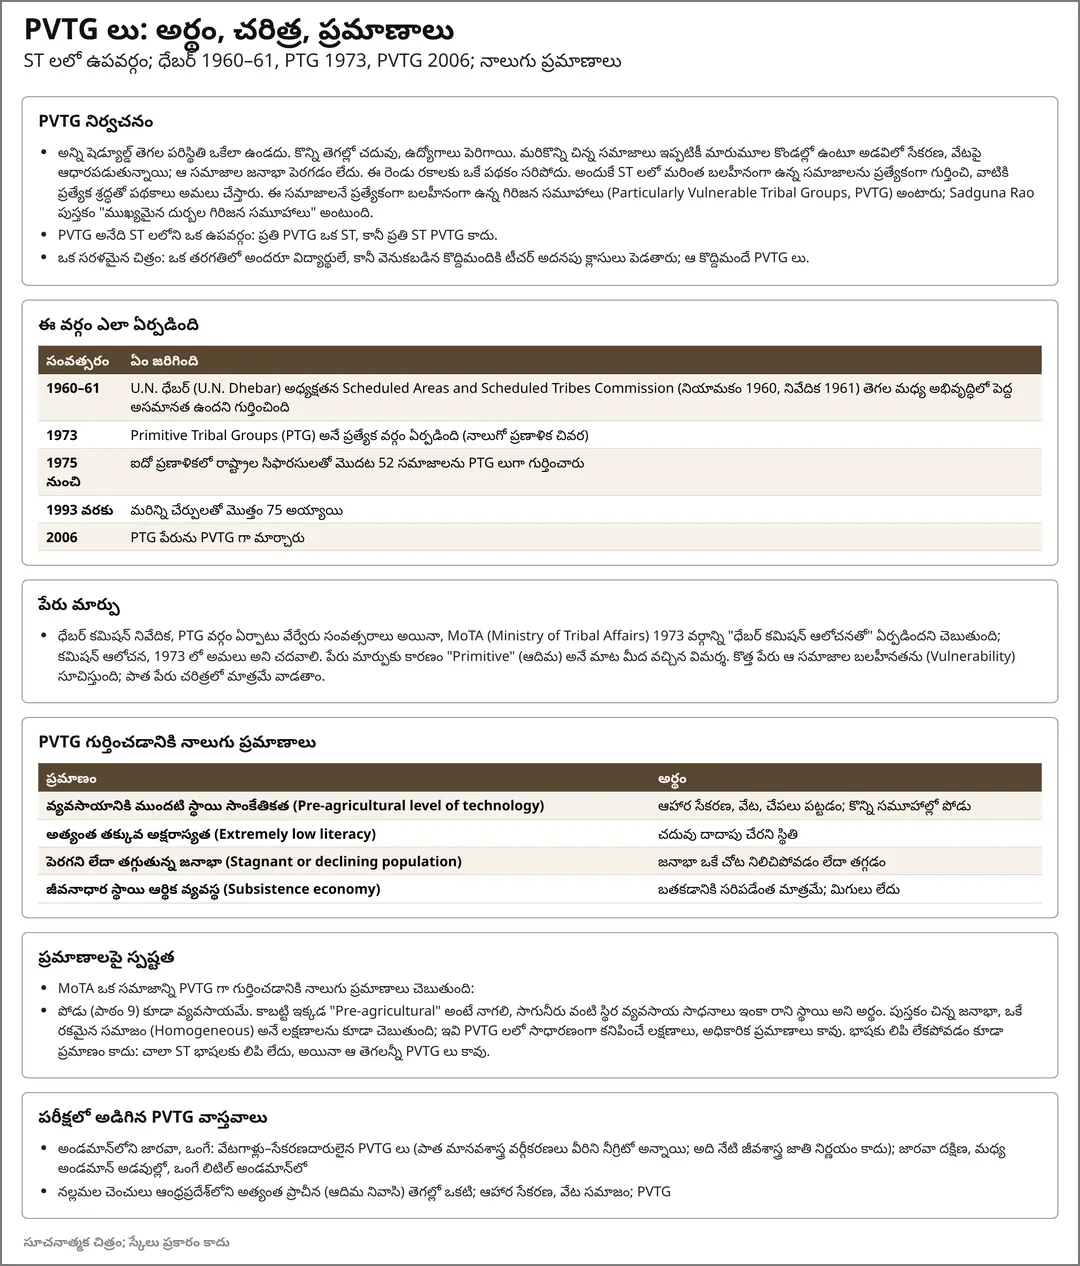 PVTG లు: అర్థం, చరిత్ర, ప్రమాణాలు
ST లలో ఉపవర్గం; ధేబర్ 1960–61, PTG 1973, PVTG 2006; నాలుగు ప్రమాణాలు
PVTG నిర్వచనం
• అన్ని షెడ్యూల్డ్ తెగల పరిస్థితి ఒకేలా ఉండదు. కొన్ని తెగల్లో చదువు, ఉద్యోగాలు పెరిగాయి. మరికొన్ని చిన్న సమాజాలు ఇప్పటికీ మారుమూల కొండల్లో ఉంటూ అడవిలో సేకరణ, వేటపై
ఆధారపడుతున్నాయి; ఆ సమాజాల జనాభా పెరగడం లేదు. ఈ రెండు రకాలకు ఒకే పథకం సరిపోదు. అందుకే ST లలో మరింత బలహీనంగా ఉన్న సమాజాలను ప్రత్యేకంగా గుర్తించి, వాటికి
ప్రత్యేక శ్రద్ధతో పథకాలు అమలు చేస్తారు. ఈ సమాజాలనే ప్రత్యేకంగా బలహీనంగా ఉన్న గిరిజన సమూహాలు (Particularly Vulnerable Tribal Groups, PVTG) అంటారు; Sadguna Rao
పుస్తకం "ముఖ్యమైన దుర్బల గిరిజన సమూహాలు" అంటుంది.
• PVTG అనేది ST లలోని ఒక ఉపవర్గం: ప్రతి PVTG ఒక ST, కానీ ప్రతి ST PVTG కాదు.
• ఒక సరళమైన చిత్రం: ఒక తరగతిలో అందరూ విద్యార్థులే, కానీ వెనుకబడిన కొద్దిమందికి టీచర్ అదనపు క్లాసులు పెడతారు; ఆ కొద్దిమందే PVTG లు.
ఈ వర్గం ఎలా ఏర్పడింది
సంవత్సరం ఏం జరిగింది
1960–61 U.N. ధేబర్ (U.N. Dhebar) అధ్యక్షతన Scheduled Areas and Scheduled Tribes Commission (నియామకం 1960, నివేదిక 1961) తెగల మధ్య అభివృద్ధిలో పెద్ద
అసమానత ఉందని గుర్తించింది
1973 Primitive Tribal Groups (PTG) అనే ప్రత్యేక వర్గం ఏర్పడింది (నాలుగో ప్రణాళిక చివర)
1975 ఐదో ప్రణాళికలో రాష్ట్రాల సిఫారసులతో మొదట 52 సమాజాలను PTG లుగా గుర్తించారు
నుంచి
1993 వరకు మరిన్ని చేర్పులతో మొత్తం 75 అయ్యాయి
2006 PTG పేరును PVTG గా మార్చారు
పేరు మార్పు
• ధేబర్ కమిషన్ నివేదిక, PTG వర్గం ఏర్పాటు వేర్వేరు సంవత్సరాలు అయినా, MoTA (Ministry of Tribal Affairs) 1973 వర్గాన్ని "ధేబర్ కమిషన్ ఆలోచనతో" ఏర్పడిందని చెబుతుంది;
కమిషన్ ఆలోచన, 1973 లో అమలు అని చదవాలి. పేరు మార్పుకు కారణం "Primitive" (ఆదిమ) అనే మాట మీద వచ్చిన విమర్శ. కొత్త పేరు ఆ సమాజాల బలహీనతను (Vulnerability)
సూచిస్తుంది; పాత పేరు చరిత్రలో మాత్రమే వాడతాం.
PVTG గుర్తించడానికి నాలుగు ప్రమాణాలు
ప్రమాణం అర్థం
వ్యవసాయానికి ముందటి స్థాయి సాంకేతికత (Pre-agricultural level of technology) ఆహార సేకరణ, వేట, చేపలు పట్టడం; కొన్ని సమూహాల్లో పోడు
అత్యంత తక్కువ అక్షరాస్యత (Extremely low literacy) చదువు దాదాపు చేరని స్థితి
పెరగని లేదా తగ్గుతున్న జనాభా (Stagnant or declining population) జనాభా ఒకే చోట నిలిచిపోవడం లేదా తగ్గడం
జీవనాధార స్థాయి ఆర్థిక వ్యవస్థ (Subsistence economy) బతకడానికి సరిపడేంత మాత్రమే; మిగులు లేదు
ప్రమాణాలపై స్పష్టత
• MoTA ఒక సమాజాన్ని PVTG గా గుర్తించడానికి నాలుగు ప్రమాణాలు చెబుతుంది:
• పోడు (పాఠం 9) కూడా వ్యవసాయమే. కాబట్టి ఇక్కడ "Pre-agricultural" అంటే నాగలి, సాగునీరు వంటి స్థిర వ్యవసాయ సాధనాలు ఇంకా రాని స్థాయి అని అర్థం. పుస్తకం చిన్న జనాభా, ఒకే
రకమైన సమాజం (Homogeneous) అనే లక్షణాలను కూడా చెబుతుంది; ఇవి PVTG లలో సాధారణంగా కనిపించే లక్షణాలు, అధికారిక ప్రమాణాలు కావు. భాషకు లిపి లేకపోవడం కూడా
ప్రమాణం కాదు: చాలా ST భాషలకు లిపి లేదు, అయినా ఆ తెగలన్నీ PVTG లు కావు.
పరీక్షలో అడిగిన PVTG వాస్తవాలు
• అండమాన్‌లోని జారవా, ఒంగే: వేటగాళ్లు–సేకరణదారులైన PVTG లు (పాత మానవశాస్త్ర వర్గీకరణలు వీరిని నీగ్రిటో అన్నాయి; అది నేటి జీవశాస్త్ర జాతి నిర్ణయం కాదు); జారవా దక్షిణ, మధ్య
అండమాన్ అడవుల్లో, ఒంగే లిటిల్ అండమాన్‌లో
• నల్లమల చెంచులు ఆంధ్రప్రదేశ్‌లోని అత్యంత ప్రాచీన (ఆదిమ నివాసి) తెగల్లో ఒకటి; ఆహార సేకరణ, వేట సమాజం; PVTG
సూచనాత్మక చిత్రం; స్కేలు ప్రకారం కాదు